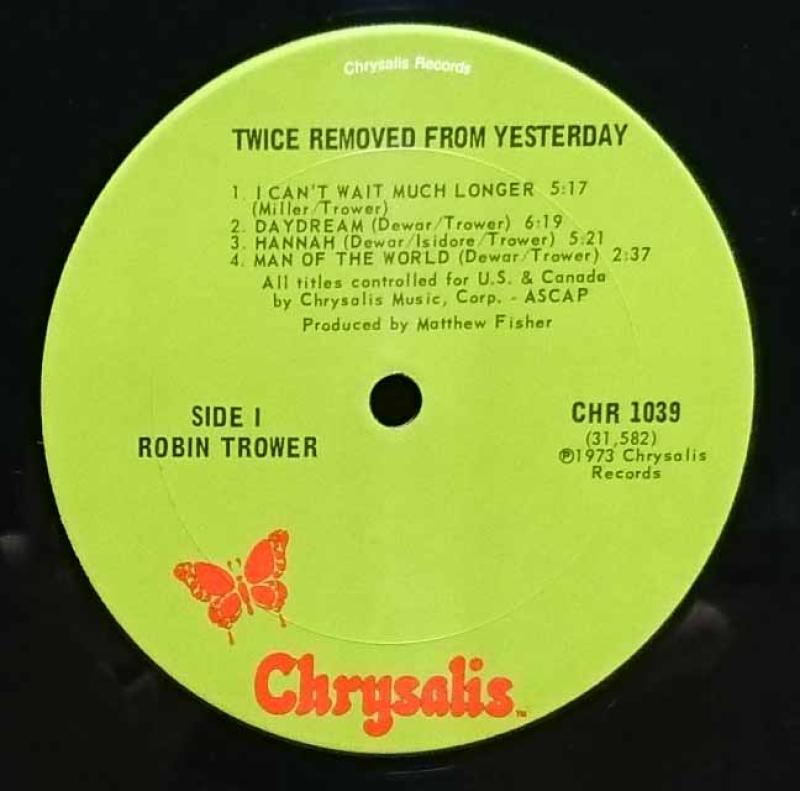 Chrysalis Records
TWICE REMOVED FROM YESTERDAY
1. I CAN'T WAIT MUCH LONGER 5:17
(Miller/Trower)
2. DAYDREAM (Dewar/Trower) 6:19
3. HANNAH (Dewar/Isidore/Trower) 5:21
4. MAN OF THE WORLD (Dewar/Trower) 2:37
All titles controlled for U.S. & Canada
by Chrysalis Music, Corp. - ASCAP
Produced by Matthew Fisher
SIDE I
ROBIN TROWER
CHR 1039
(31,582)
℗1973 Chrysalis
Records
Chrysalis™